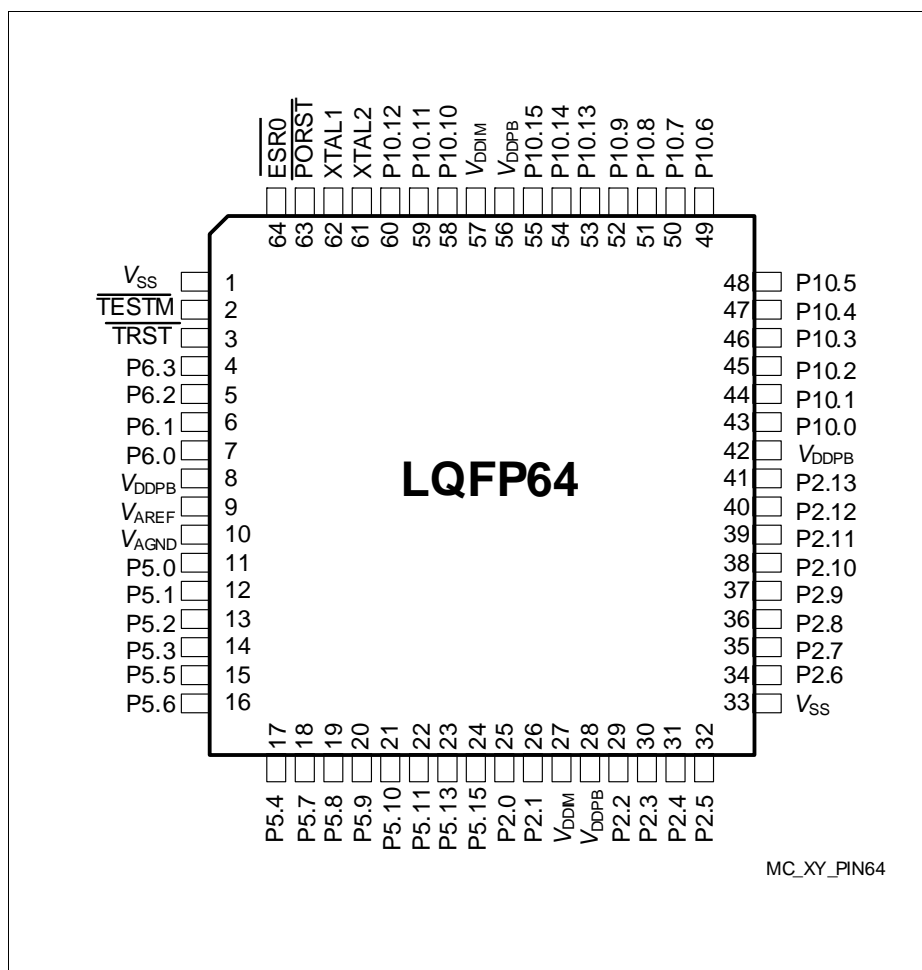 ESR0
PORST
XTAL1
XTAL2
P10.12
P10.11
P10.10
VDDIM
VDDPB
P10.15
P10.14
P10.13
P10.9
P10.8
P10.7
P10.6
64
63
62
61
60
59
58
57
56
55
54
53
52
51
50
49
VSS 1
TESTM 2
TRST 3
P6.3 4
P6.2 5
P6.1 6
P6.0 7
VDDPB 8
VAREF 9
VAGND 10
P5.0 11
P5.1 12
P5.2 13
P5.3 14
P5.5 15
P5.6 16
LQFP64
48 P10.5
47 P10.4
46 P10.3
45 P10.2
44 P10.1
43 P10.0
42 VDDPB
41 P2.13
40 P2.12
39 P2.11
38 P2.10
37 P2.9
36 P2.8
35 P2.7
34 P2.6
33 VSS
17
18
19
20
21
22
23
24
25
26
27
28
29
30
31
32
P5.4
P5.7
P5.8
P5.9
P5.10
P5.11
P5.13
P5.15
P2.0
P2.1
VDDIM
VDDPB
P2.2
P2.3
P2.4
P2.5
MC_XY_PIN64